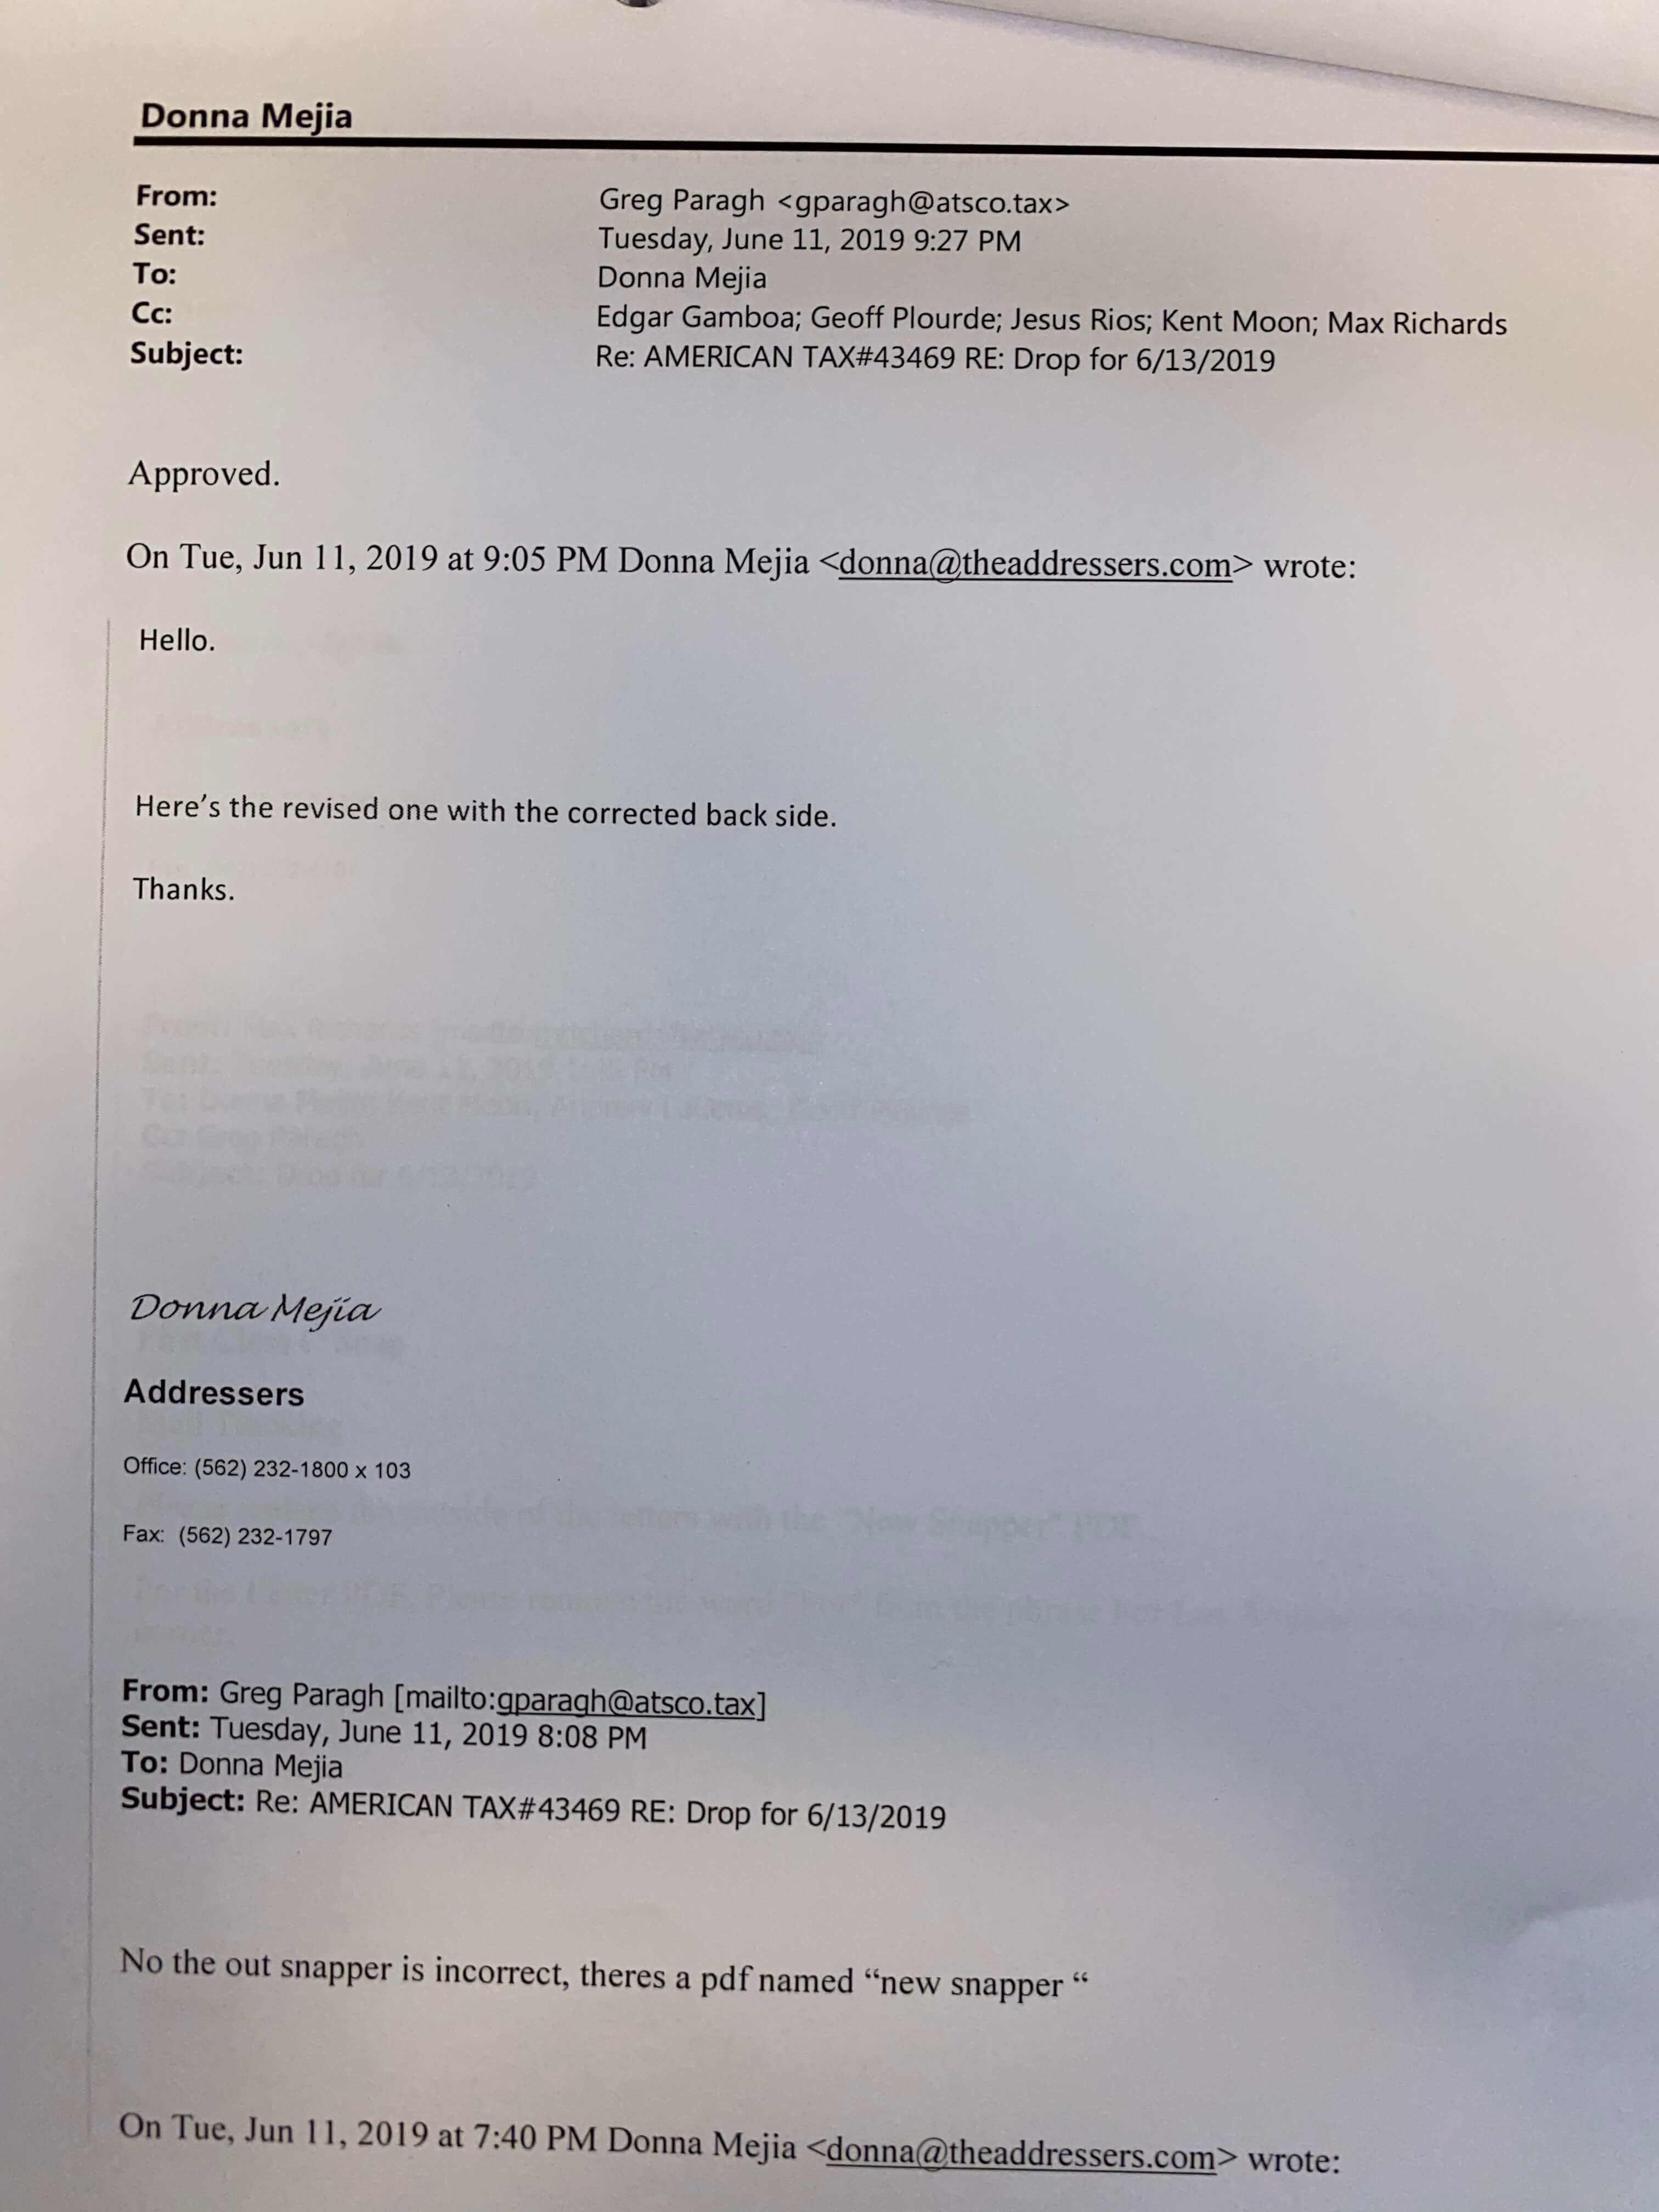 Donna Mejia
From: Greg Paragh <gparagh@atsco.tax>
Sent: Tuesday, June 11, 2019 9:27 PM
To: Donna Mejia
Cc: Edgar Gamboa; Geoff Plourde; Jesus Rios; Kent Moon; Max Richards
Subject: Re: AMERICAN TAX#43469 RE: Drop for 6/13/2019
Approved.
On Tue, Jun 11, 2019 at 9:05 PM Donna Mejia <donna@theaddressers.com> wrote:
Hello.
Here’s the revised one with the corrected back side.
Thanks.
Donna Mejia
Addressers
Office: (562) 232-1800 x 103
Fax: (562) 232-1797
From: Greg Paragh [mailto:gparagh@atsco.tax]
Sent: Tuesday, June 11, 2019 8:08 PM
To: Donna Mejia
Subject: Re: AMERICAN TAX#43469 RE: Drop for 6/13/2019
No the out snapper is incorrect, theres a pdf named “new snapper “
On Tue, Jun 11, 2019 at 7:40 PM Donna Mejia <donna@theaddressers.com> wrote: